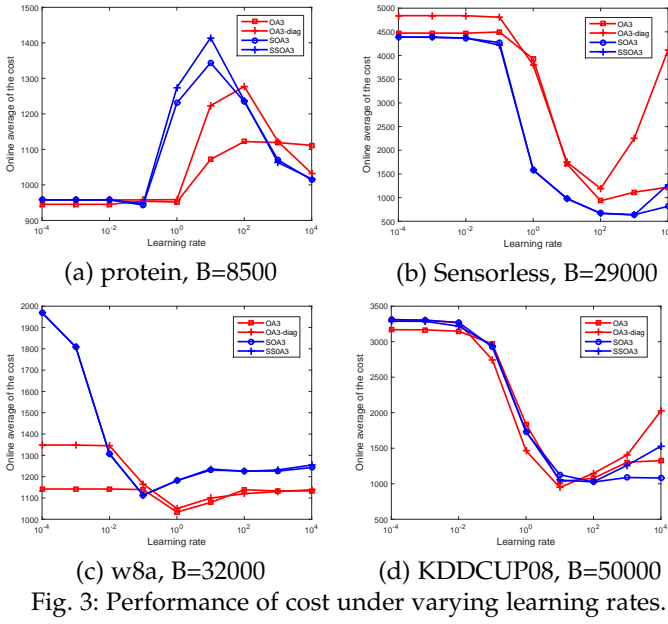 1500
1400
1300
1200
1100
1000
900
Online average of the cost
OA3
OA3-diag
SOA3
SSOA3
10^-4 10^-2 10^0 10^2 10^4
Learning rate
(a) protein, B=8500
5000
4500
4000
3500
3000
2500
2000
1500
1000
500
0
Online average of the cost
OA3
OA3-diag
SOA3
SSOA3
10^-4 10^-2 10^0 10^2 10^4
Learning rate
(b) Sensorless, B=29000
2000
1900
1800
1700
1600
1500
1400
1300
1200
1100
1000
Online average of the cost
OA3
OA3-diag
SOA3
SSOA3
10^-4 10^-2 10^0 10^2 10^4
Learning rate
(c) w8a, B=32000
3500
3000
2500
2000
1500
1000
500
Online average of the cost
OA3
OA3-diag
SOA3
SSOA3
10^-4 10^-2 10^0 10^2 10^4
Learning rate
(d) KDDCUP08, B=50000
Fig. 3: Performance of cost under varying learning rates.